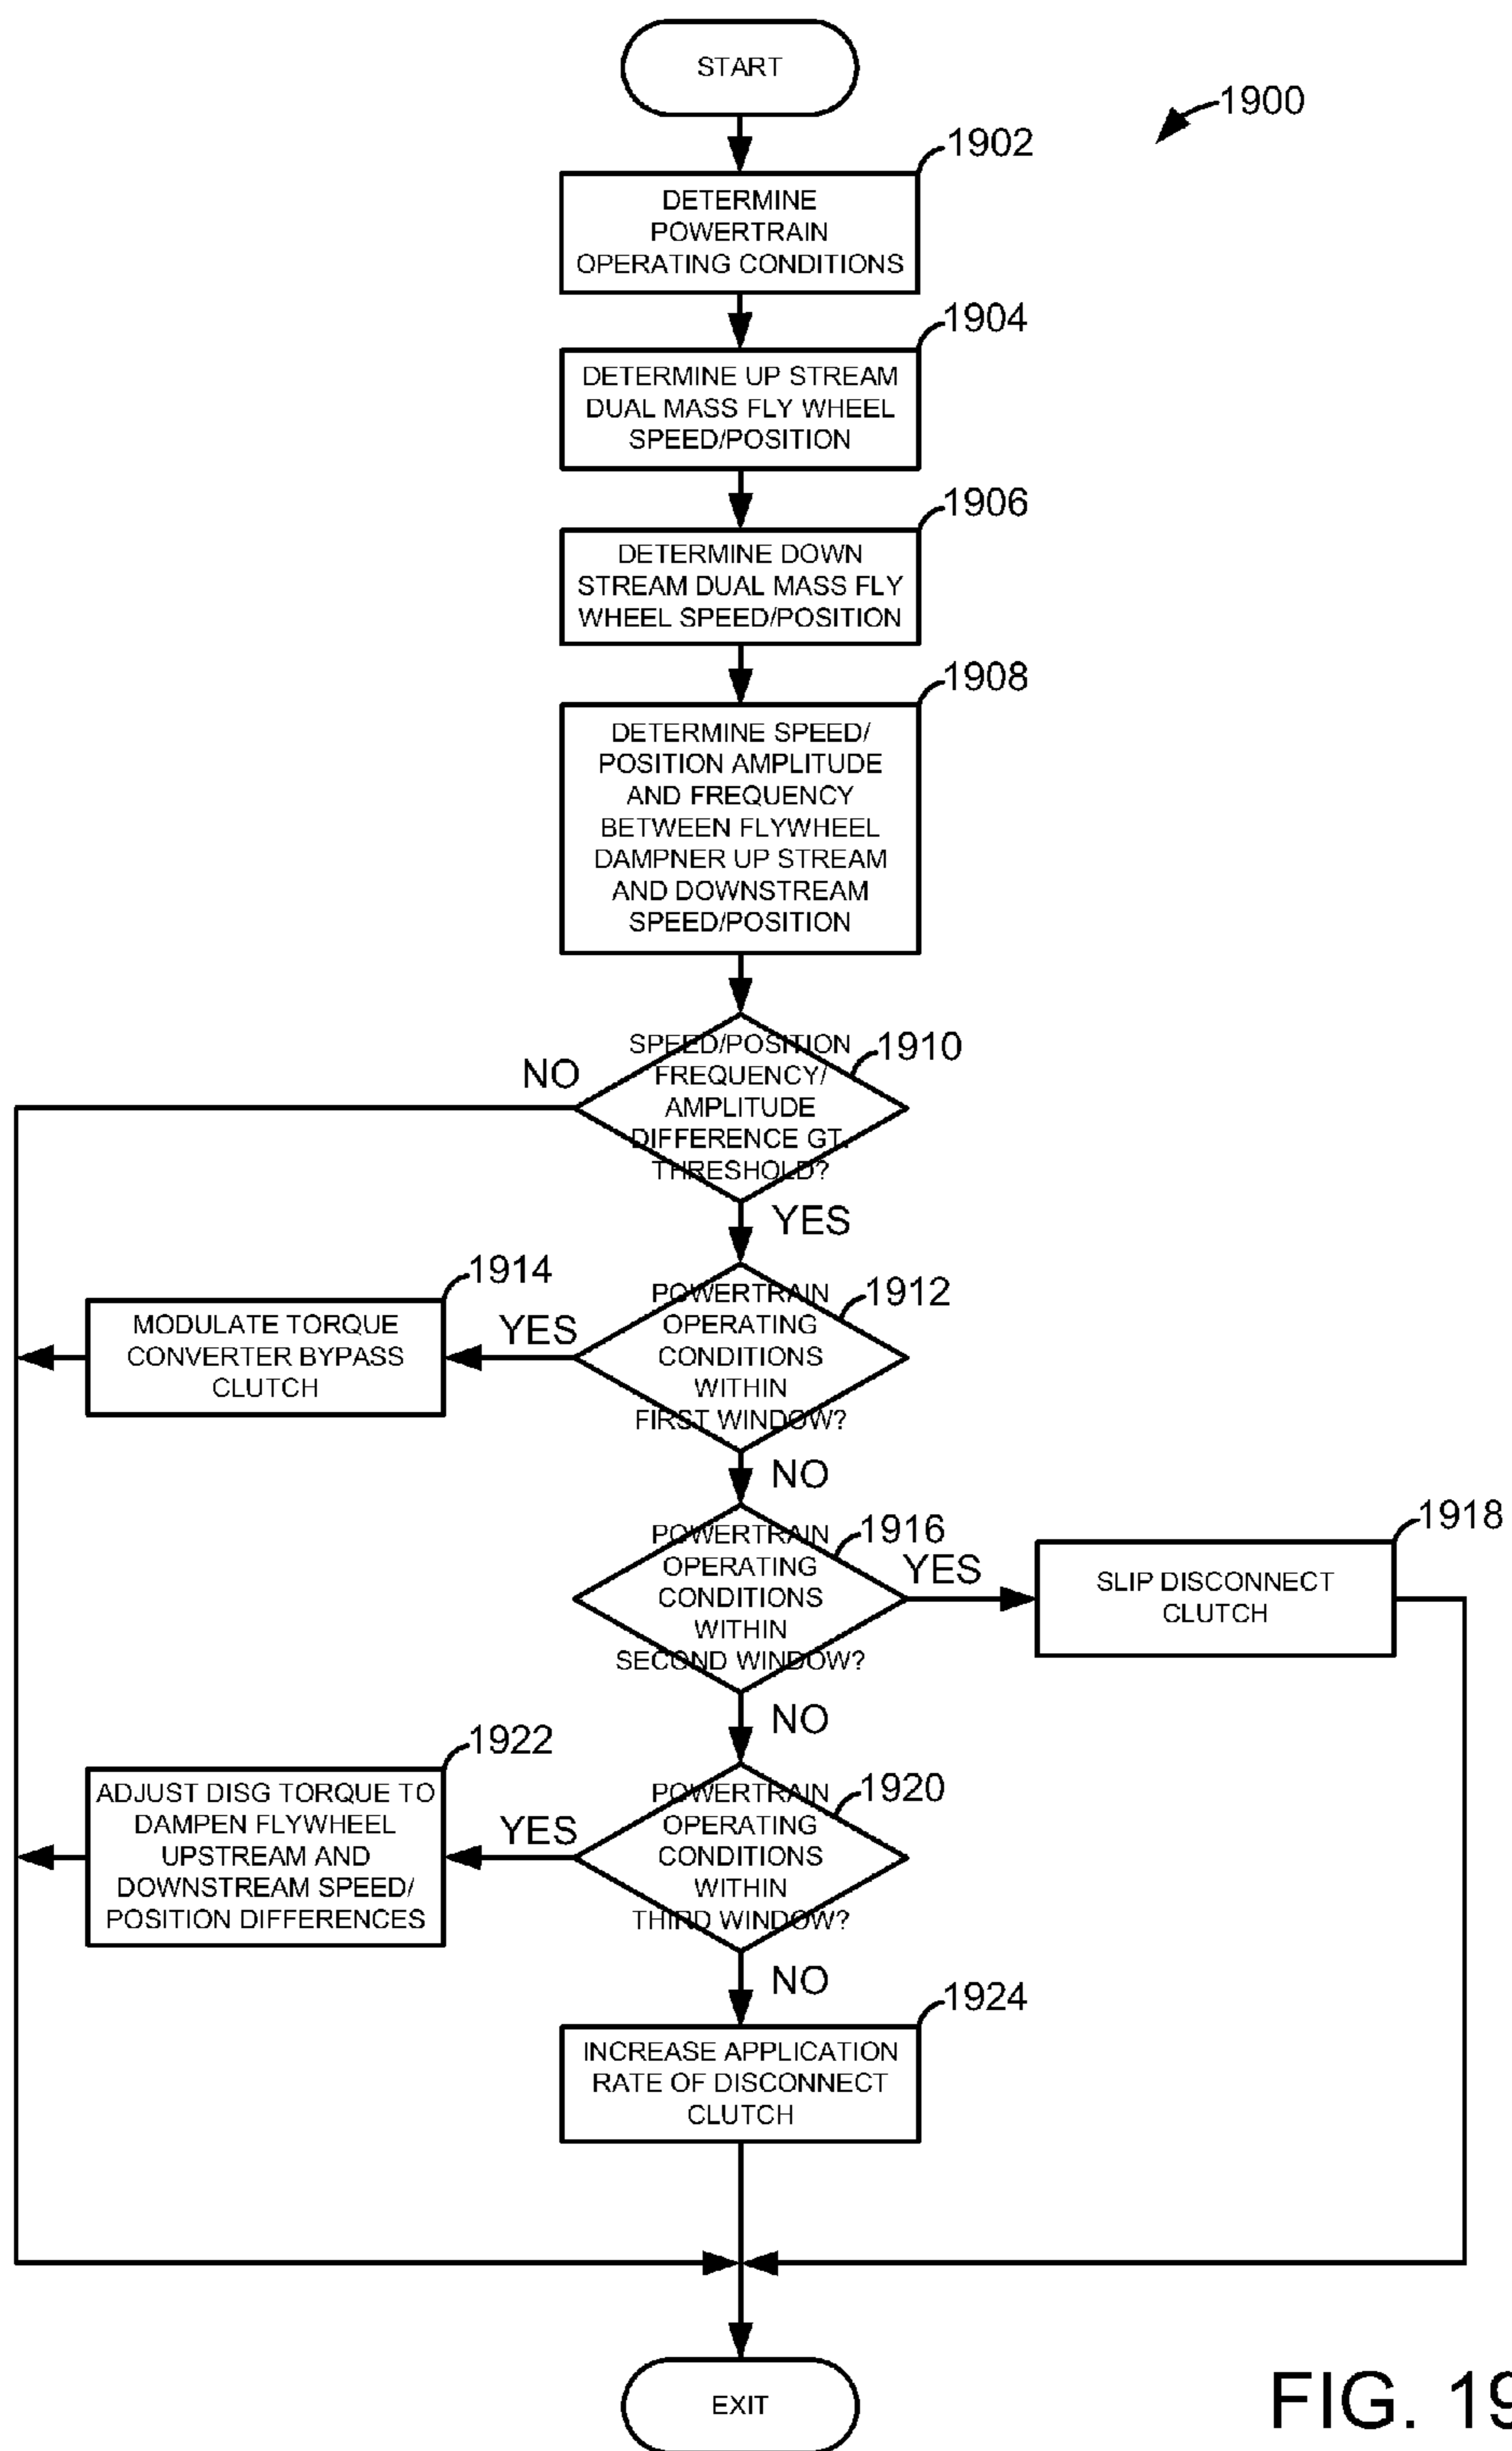 START
1900
1902
DETERMINE
POWERTRAIN
OPERATING CONDITIONS
1904
DETERMINE UP STREAM
DUAL MASS FLY WHEEL
SPEED/POSITION
1906
DETERMINE DOWN
STREAM DUAL MASS FLY
WHEEL SPEED/POSITION
1908
DETERMINE SPEED/
POSITION AMPLITUDE
AND FREQUENCY
BETWEEN FLYWHEEL
DAMPNER UP STREAM
AND DOWNSTREAM
SPEED/POSITION
1910
SPEED/POSITION
FREQUENCY/
AMPLITUDE
DIFFERENCE GT.
THRESHOLD?
NO
YES
1912
POWERTRAIN
OPERATING
CONDITIONS
WITHIN
FIRST WINDOW?
YES
1914
MODULATE TORQUE
CONVERTER BYPASS
CLUTCH
NO
1916
POWERTRAIN
OPERATING
CONDITIONS
WITHIN
SECOND WINDOW?
YES
1918
SLIP DISCONNECT
CLUTCH
NO
1920
POWERTRAIN
OPERATING
CONDITIONS
WITHIN
THIRD WINDOW?
YES
1922
ADJUST DISG TORQUE TO
DAMPEN FLYWHEEL
UPSTREAM AND
DOWNSTREAM SPEED/
POSITION DIFFERENCES
NO
1924
INCREASE APPLICATION
RATE OF DISCONNECT
CLUTCH
EXIT
FIG. 19